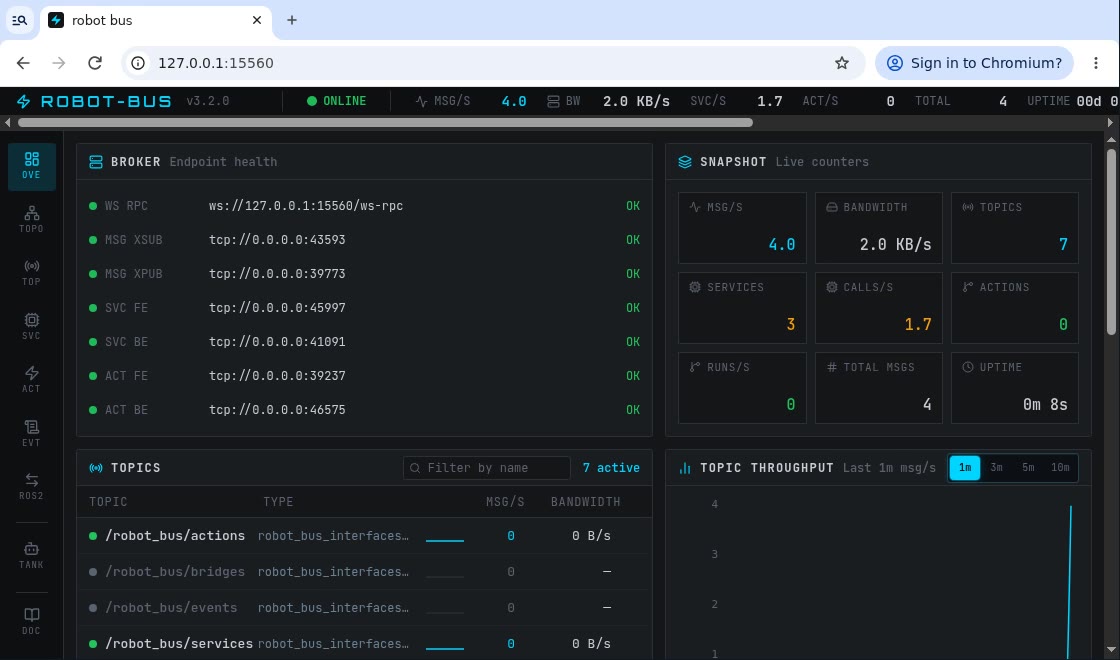 robot bus
127.0.0.1:15560
Sign in to Chromium?
ROBOT-BUS v3.2.0 ONLINE MSG/S 4.0 BW 2.0 KB/s SVC/S 1.7 ACT/S 0 TOTAL 4 UPTIME 00d 0
OVE
TOPO
TOP
SVC
ACT
EVT
ROS2
TANK
DOC
BROKER Endpoint health
WS RPC ws://127.0.0.1:15560/ws-rpc OK
MSG XSUB tcp://0.0.0.0:43593 OK
MSG XPUB tcp://0.0.0.0:39773 OK
SVC FE tcp://0.0.0.0:45997 OK
SVC BE tcp://0.0.0.0:41091 OK
ACT FE tcp://0.0.0.0:39237 OK
ACT BE tcp://0.0.0.0:46575 OK
SNAPSHOT Live counters
MSG/S 4.0
BANDWIDTH 2.0 KB/s
TOPICS 7
SERVICES 3
CALLS/S 1.7
ACTIONS 0
RUNS/S 0
TOTAL MSGS 4
UPTIME 0m 8s
TOPICS Filter by name 7 active
TOPIC TYPE MSG/S BANDWIDTH
/robot_bus/actions robot_bus_interfaces… 0 0 B/s
/robot_bus/bridges robot_bus_interfaces… 0 —
/robot_bus/events robot_bus_interfaces… 0 —
/robot_bus/services robot_bus_interfaces… 0 0 B/s
TOPIC THROUGHPUT Last 1m msg/s 1m 3m 5m 10m
4
3
2
1